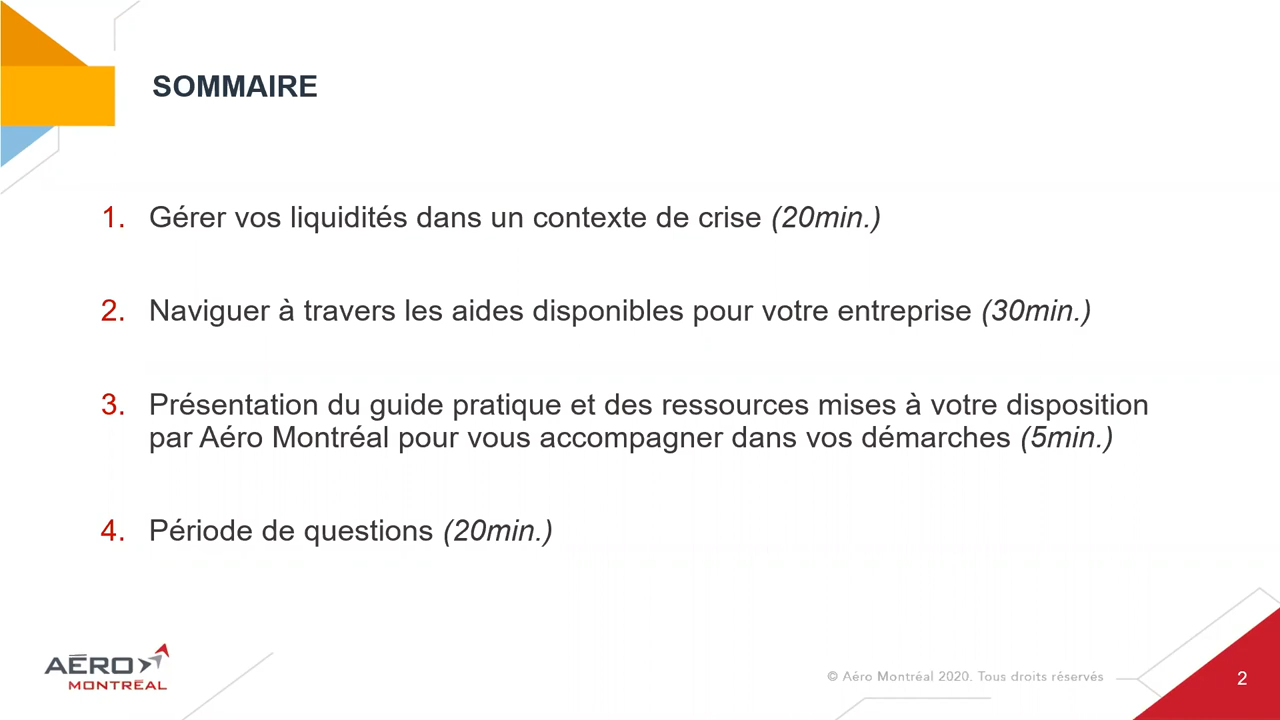 SOMMAIRE
1. Gérer vos liquidités dans un contexte de crise (20min.)
2. Naviguer à travers les aides disponibles pour votre entreprise (30min.)
3. Présentation du guide pratique et des ressources mises à votre disposition
par Aéro Montréal pour vous accompagner dans vos démarches (5min.)
4. Période de questions (20min.)
AÉRO
MONTRÉAL
© Aéro Montréal 2020. Tous droits réservés
2